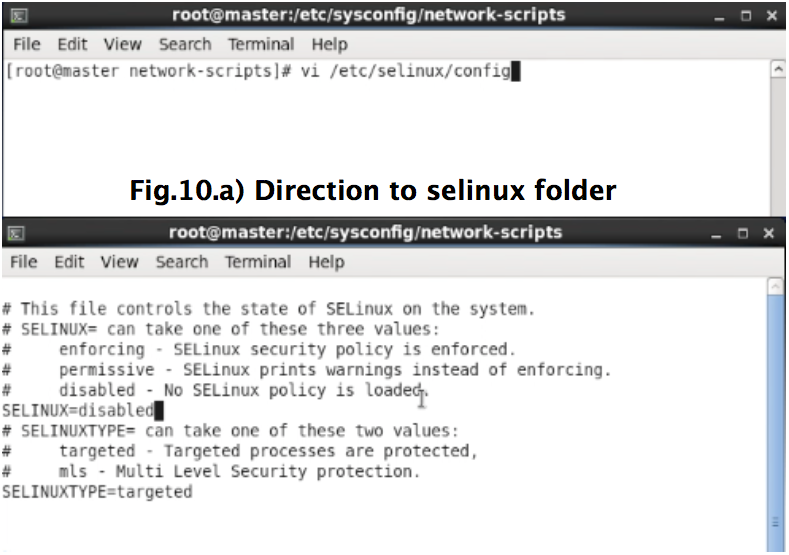 root@master:/etc/sysconfig/network-scripts
File Edit View Search Terminal Help
[root@master network-scripts]# vi /etc/selinux/config
Fig.10.a) Direction to selinux folder
root@master:/etc/sysconfig/network-scripts
File Edit View Search Terminal Help
# This file controls the state of SELinux on the system.
# SELINUX= can take one of these three values:
#     enforcing - SELinux security policy is enforced.
#     permissive - SELinux prints warnings instead of enforcing.
#     disabled - No SELinux policy is loaded.
SELINUX=disabled
# SELINUXTYPE= can take one of these two values:
#     targeted - Targeted processes are protected,
#     mls - Multi Level Security protection.
SELINUXTYPE=targeted